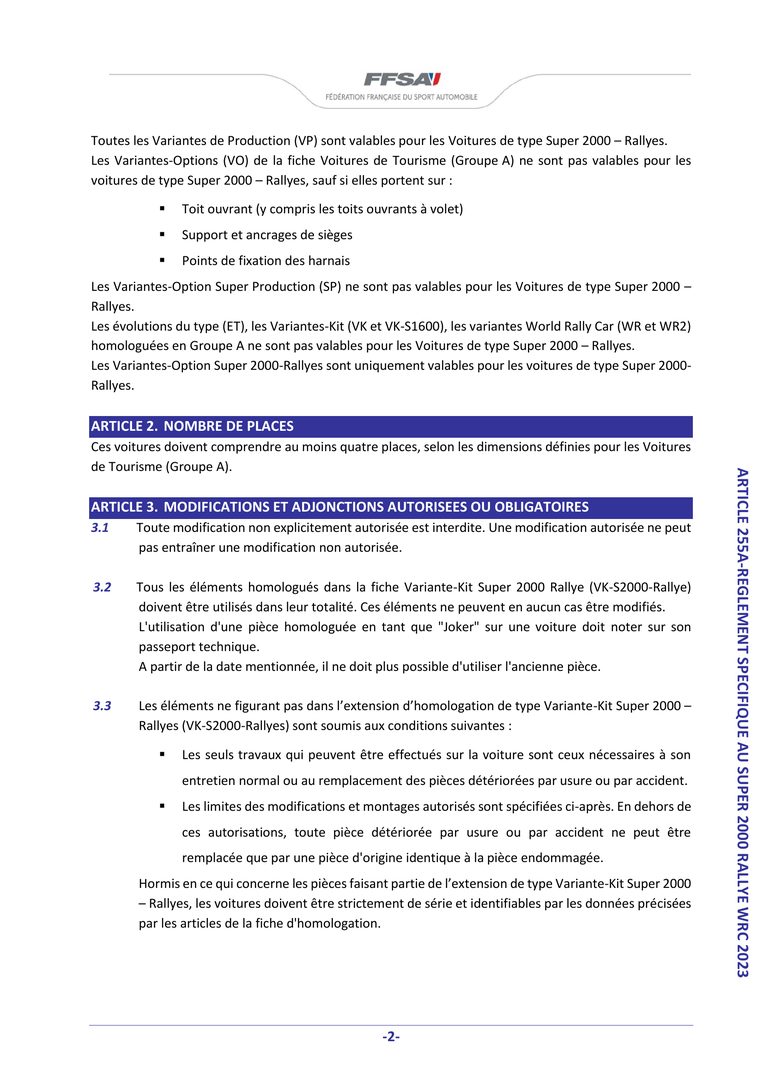 FFSA
FÉDÉRATION FRANÇAISE DU SPORT AUTOMOBILE
Toutes les Variantes de Production (VP) sont valables pour les Voitures de type Super 2000 – Rallyes.
Les Variantes-Options (VO) de la fiche Voitures de Tourisme (Groupe A) ne sont pas valables pour les
voitures de type Super 2000 – Rallyes, sauf si elles portent sur :
▪ Toit ouvrant (y compris les toits ouvrants à volet)
▪ Support et ancrages de sièges
▪ Points de fixation des harnais
Les Variantes-Option Super Production (SP) ne sont pas valables pour les Voitures de type Super 2000 –
Rallyes.
Les évolutions du type (ET), les Variantes-Kit (VK et VK-S1600), les variantes World Rally Car (WR et WR2)
homologuées en Groupe A ne sont pas valables pour les Voitures de type Super 2000 – Rallyes.
Les Variantes-Option Super 2000-Rallyes sont uniquement valables pour les voitures de type Super 2000-
Rallyes.
ARTICLE 2. NOMBRE DE PLACES
Ces voitures doivent comprendre au moins quatre places, selon les dimensions définies pour les Voitures
de Tourisme (Groupe A).
ARTICLE 3. MODIFICATIONS ET ADJONCTIONS AUTORISEES OU OBLIGATOIRES
3.1 Toute modification non explicitement autorisée est interdite. Une modification autorisée ne peut
pas entraîner une modification non autorisée.
3.2 Tous les éléments homologués dans la fiche Variante-Kit Super 2000 Rallye (VK-S2000-Rallye)
doivent être utilisés dans leur totalité. Ces éléments ne peuvent en aucun cas être modifiés.
L'utilisation d'une pièce homologuée en tant que "Joker" sur une voiture doit noter sur son
passeport technique.
A partir de la date mentionnée, il ne doit plus possible d'utiliser l'ancienne pièce.
3.3 Les éléments ne figurant pas dans l’extension d’homologation de type Variante-Kit Super 2000 –
Rallyes (VK-S2000-Rallyes) sont soumis aux conditions suivantes :
▪ Les seuls travaux qui peuvent être effectués sur la voiture sont ceux nécessaires à son
entretien normal ou au remplacement des pièces détériorées par usure ou par accident.
▪ Les limites des modifications et montages autorisés sont spécifiées ci-après. En dehors de
ces autorisations, toute pièce détériorée par usure ou par accident ne peut être
remplacée que par une pièce d'origine identique à la pièce endommagée.
Hormis en ce qui concerne les pièces faisant partie de l’extension de type Variante-Kit Super 2000
– Rallyes, les voitures doivent être strictement de série et identifiables par les données précisées
par les articles de la fiche d'homologation.
ARTICLE 255A-REGLEMENT SPECIFIQUE AU SUPER 2000 RALLYE WRC 2023
-2-